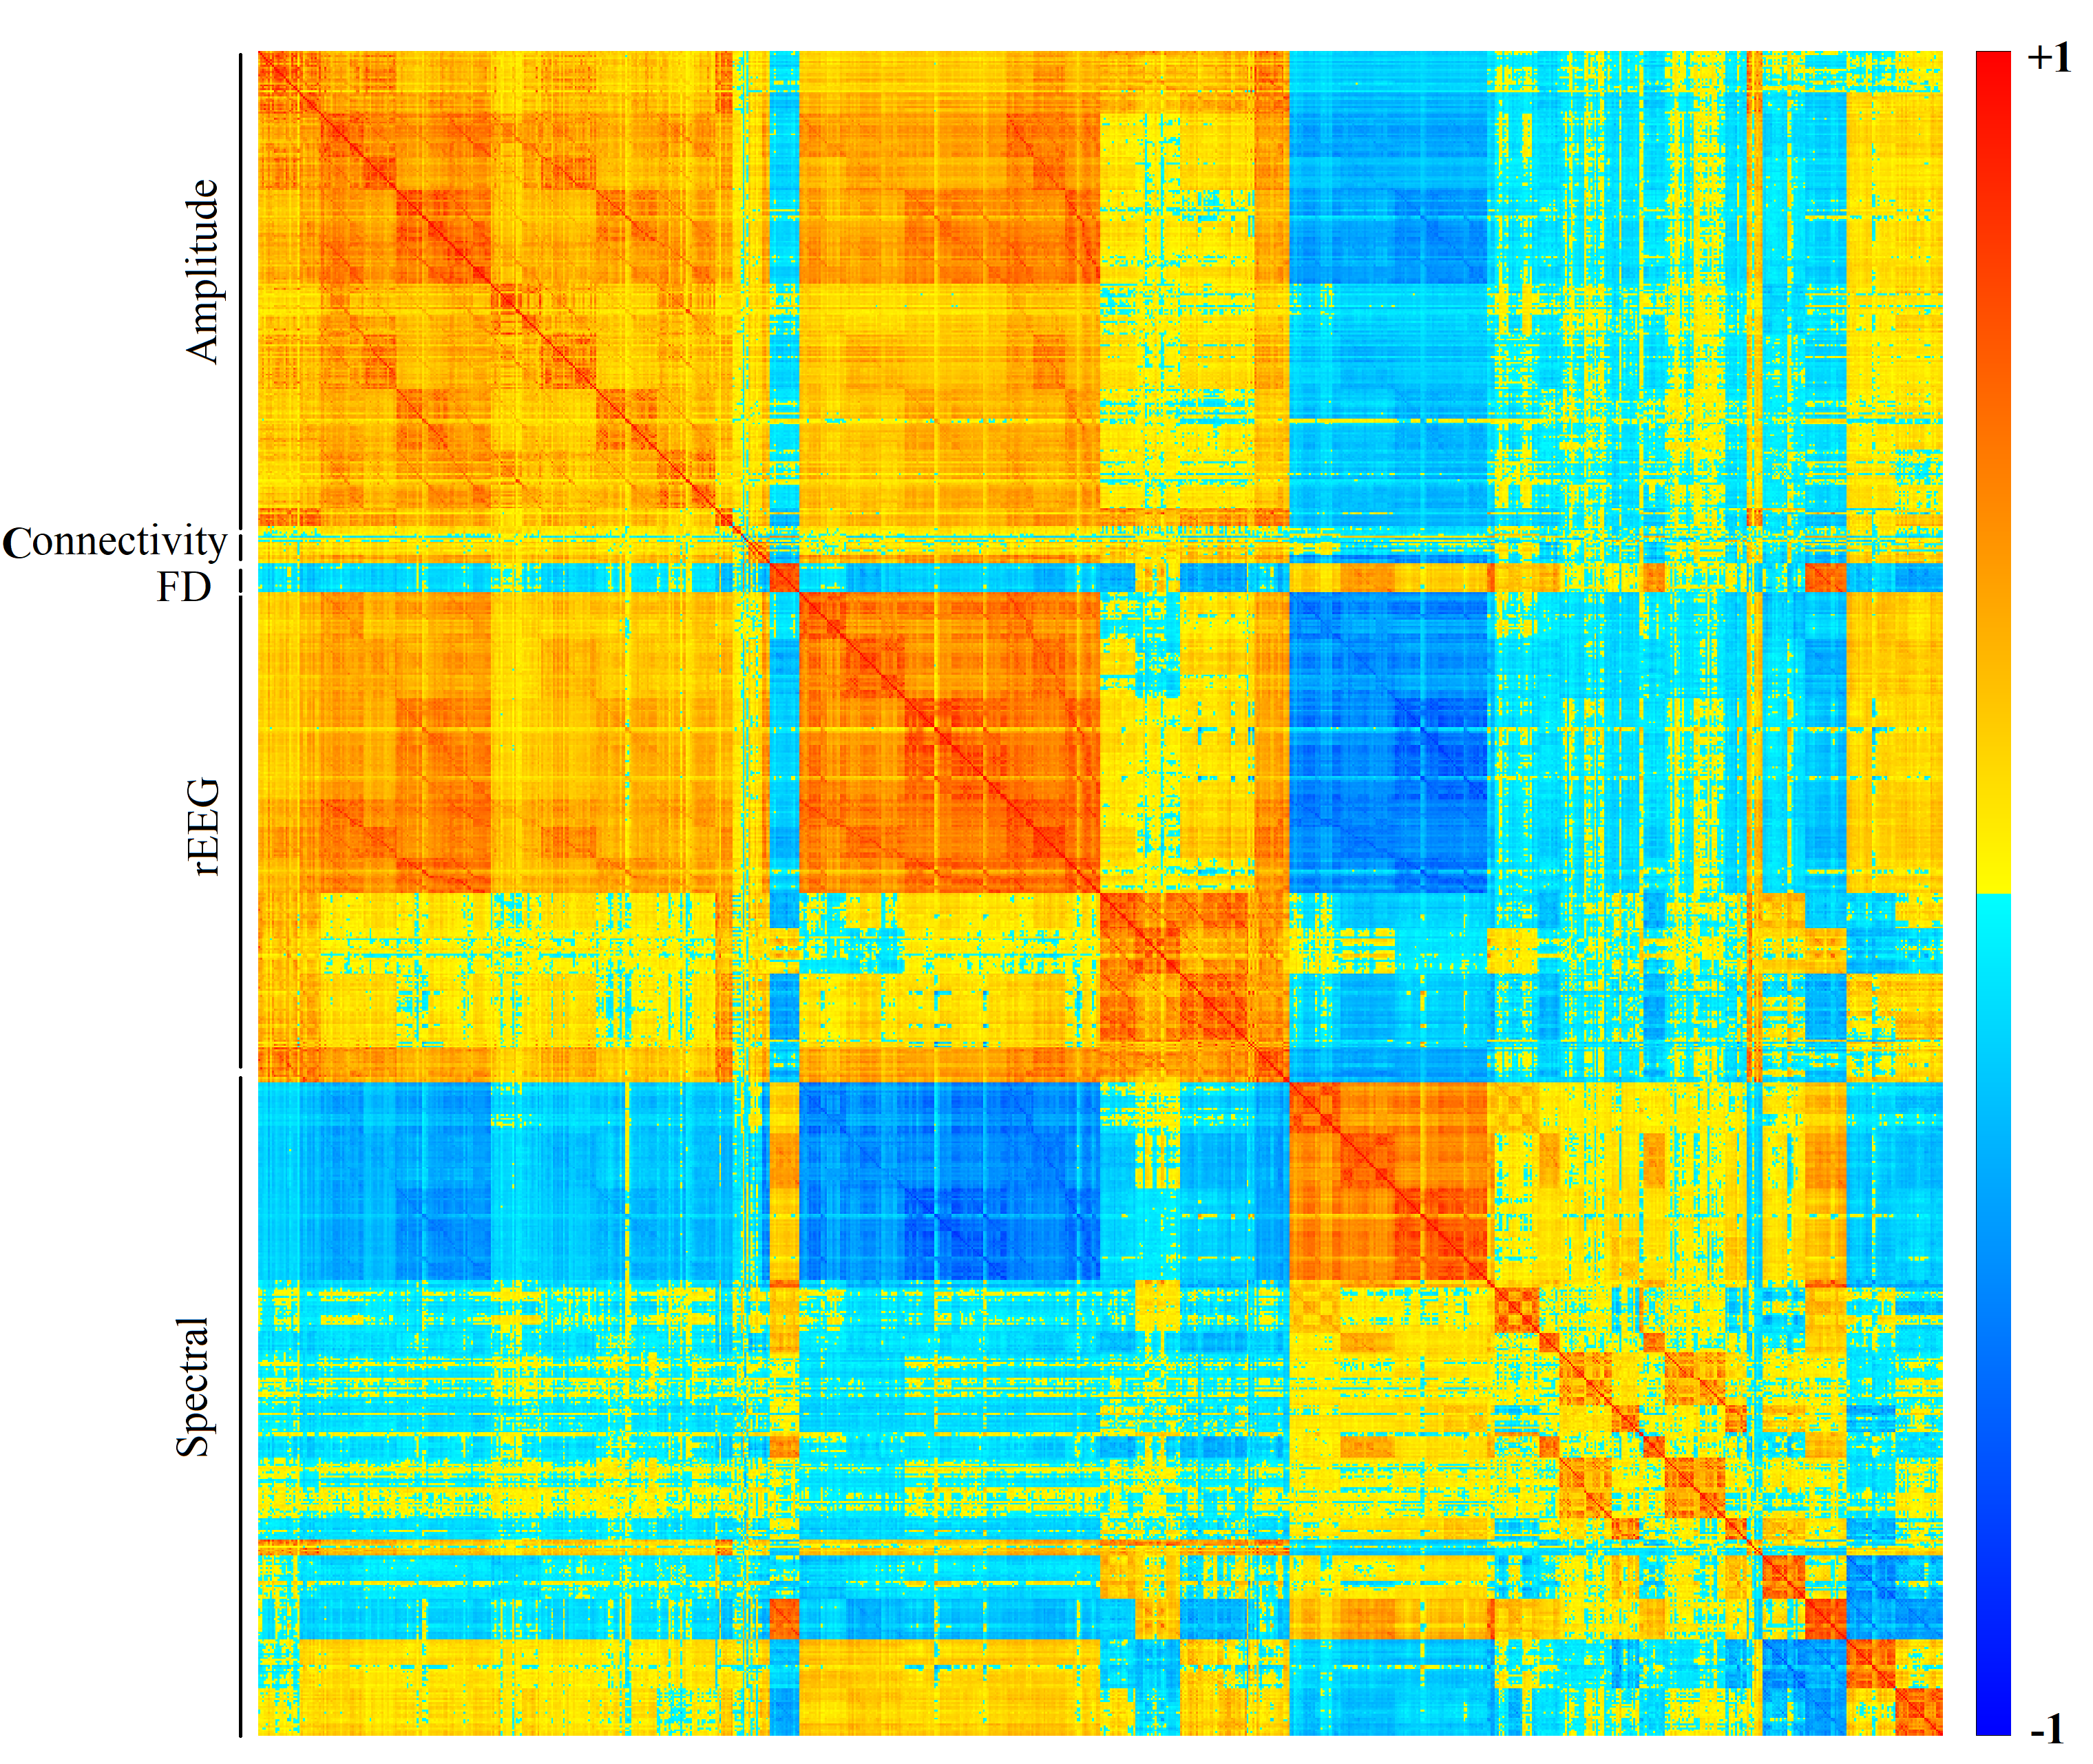 +1
Amplitude
Connectivity
FD
rEEG
Spectral
-1